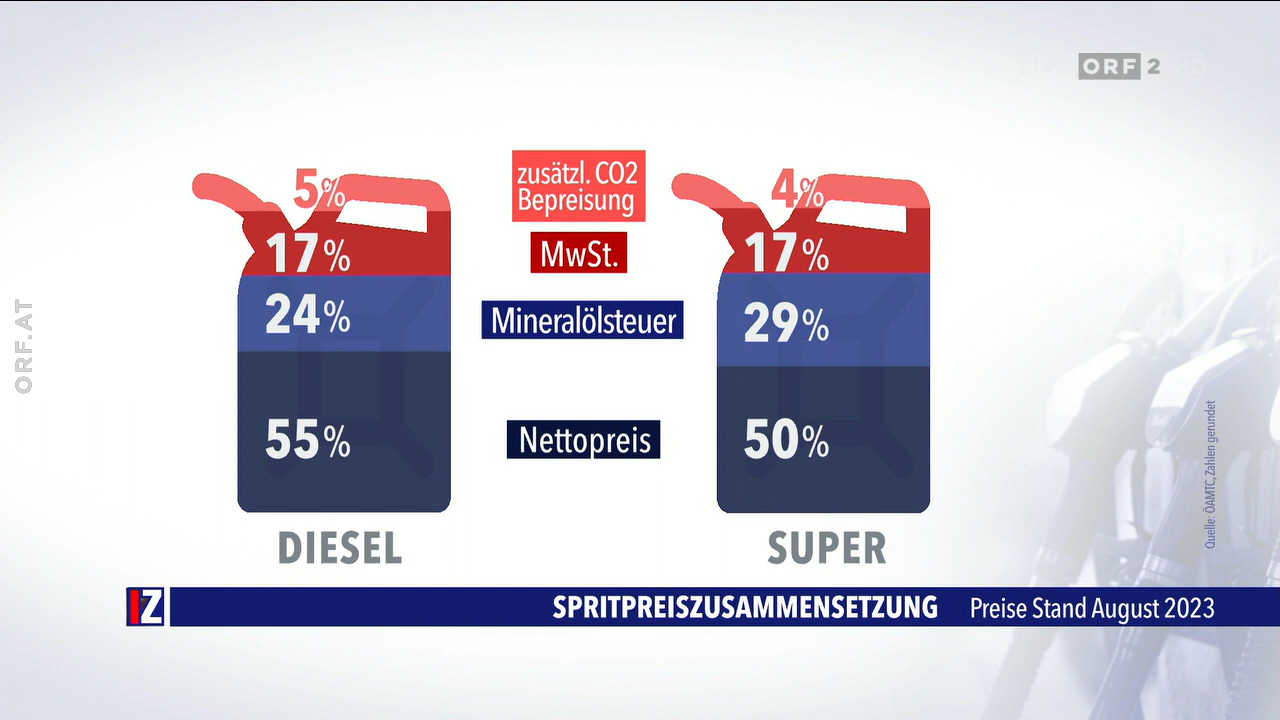 ORF 2
5%
zusätzl. CO2
Bepreisung
4%
17%
MwSt.
17%
24%
Mineralölsteuer
29%
55%
Nettopreis
50%
DIESEL
SUPER
ORF.AT
Quelle: ÖAMTC, Zahlen gerundet
IZ
SPRITPREISZUSAMMENSETZUNG Preise Stand August 2023